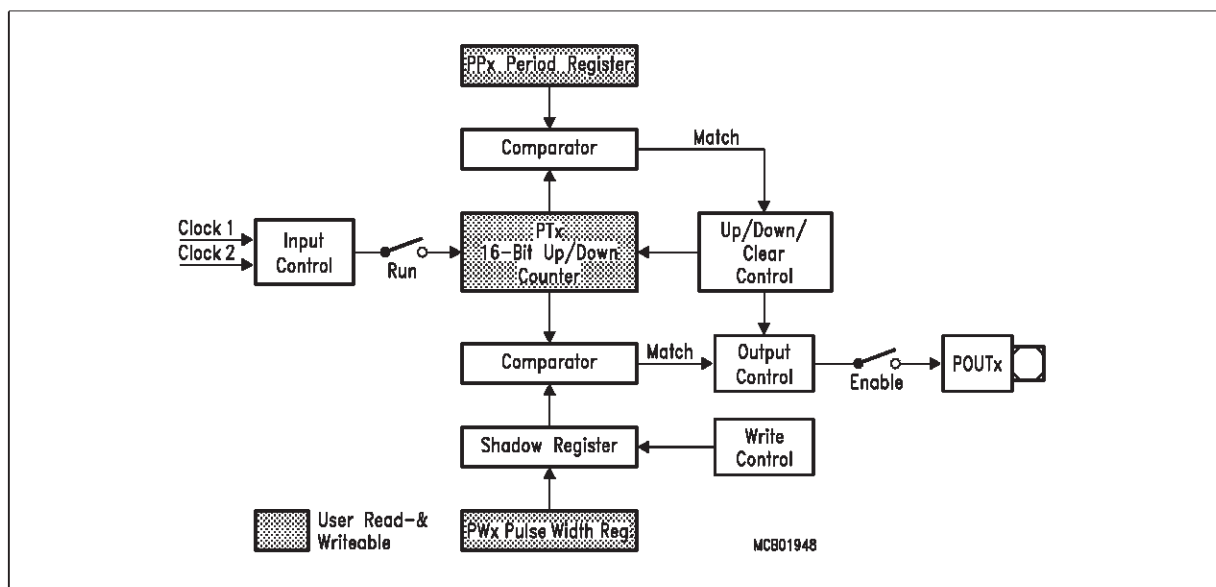 PPx Period Register
Comparator
Match
Clock 1
Clock 2
Input
Control
Run
PTx
16-Bit Up/Down
Counter
Up/Down/
Clear
Control
Comparator
Match
Output
Control
Enable
POUTx
Shadow Register
Write
Control
User Read-&
Writeable
PWx Pulse Width Reg.
MCB01948